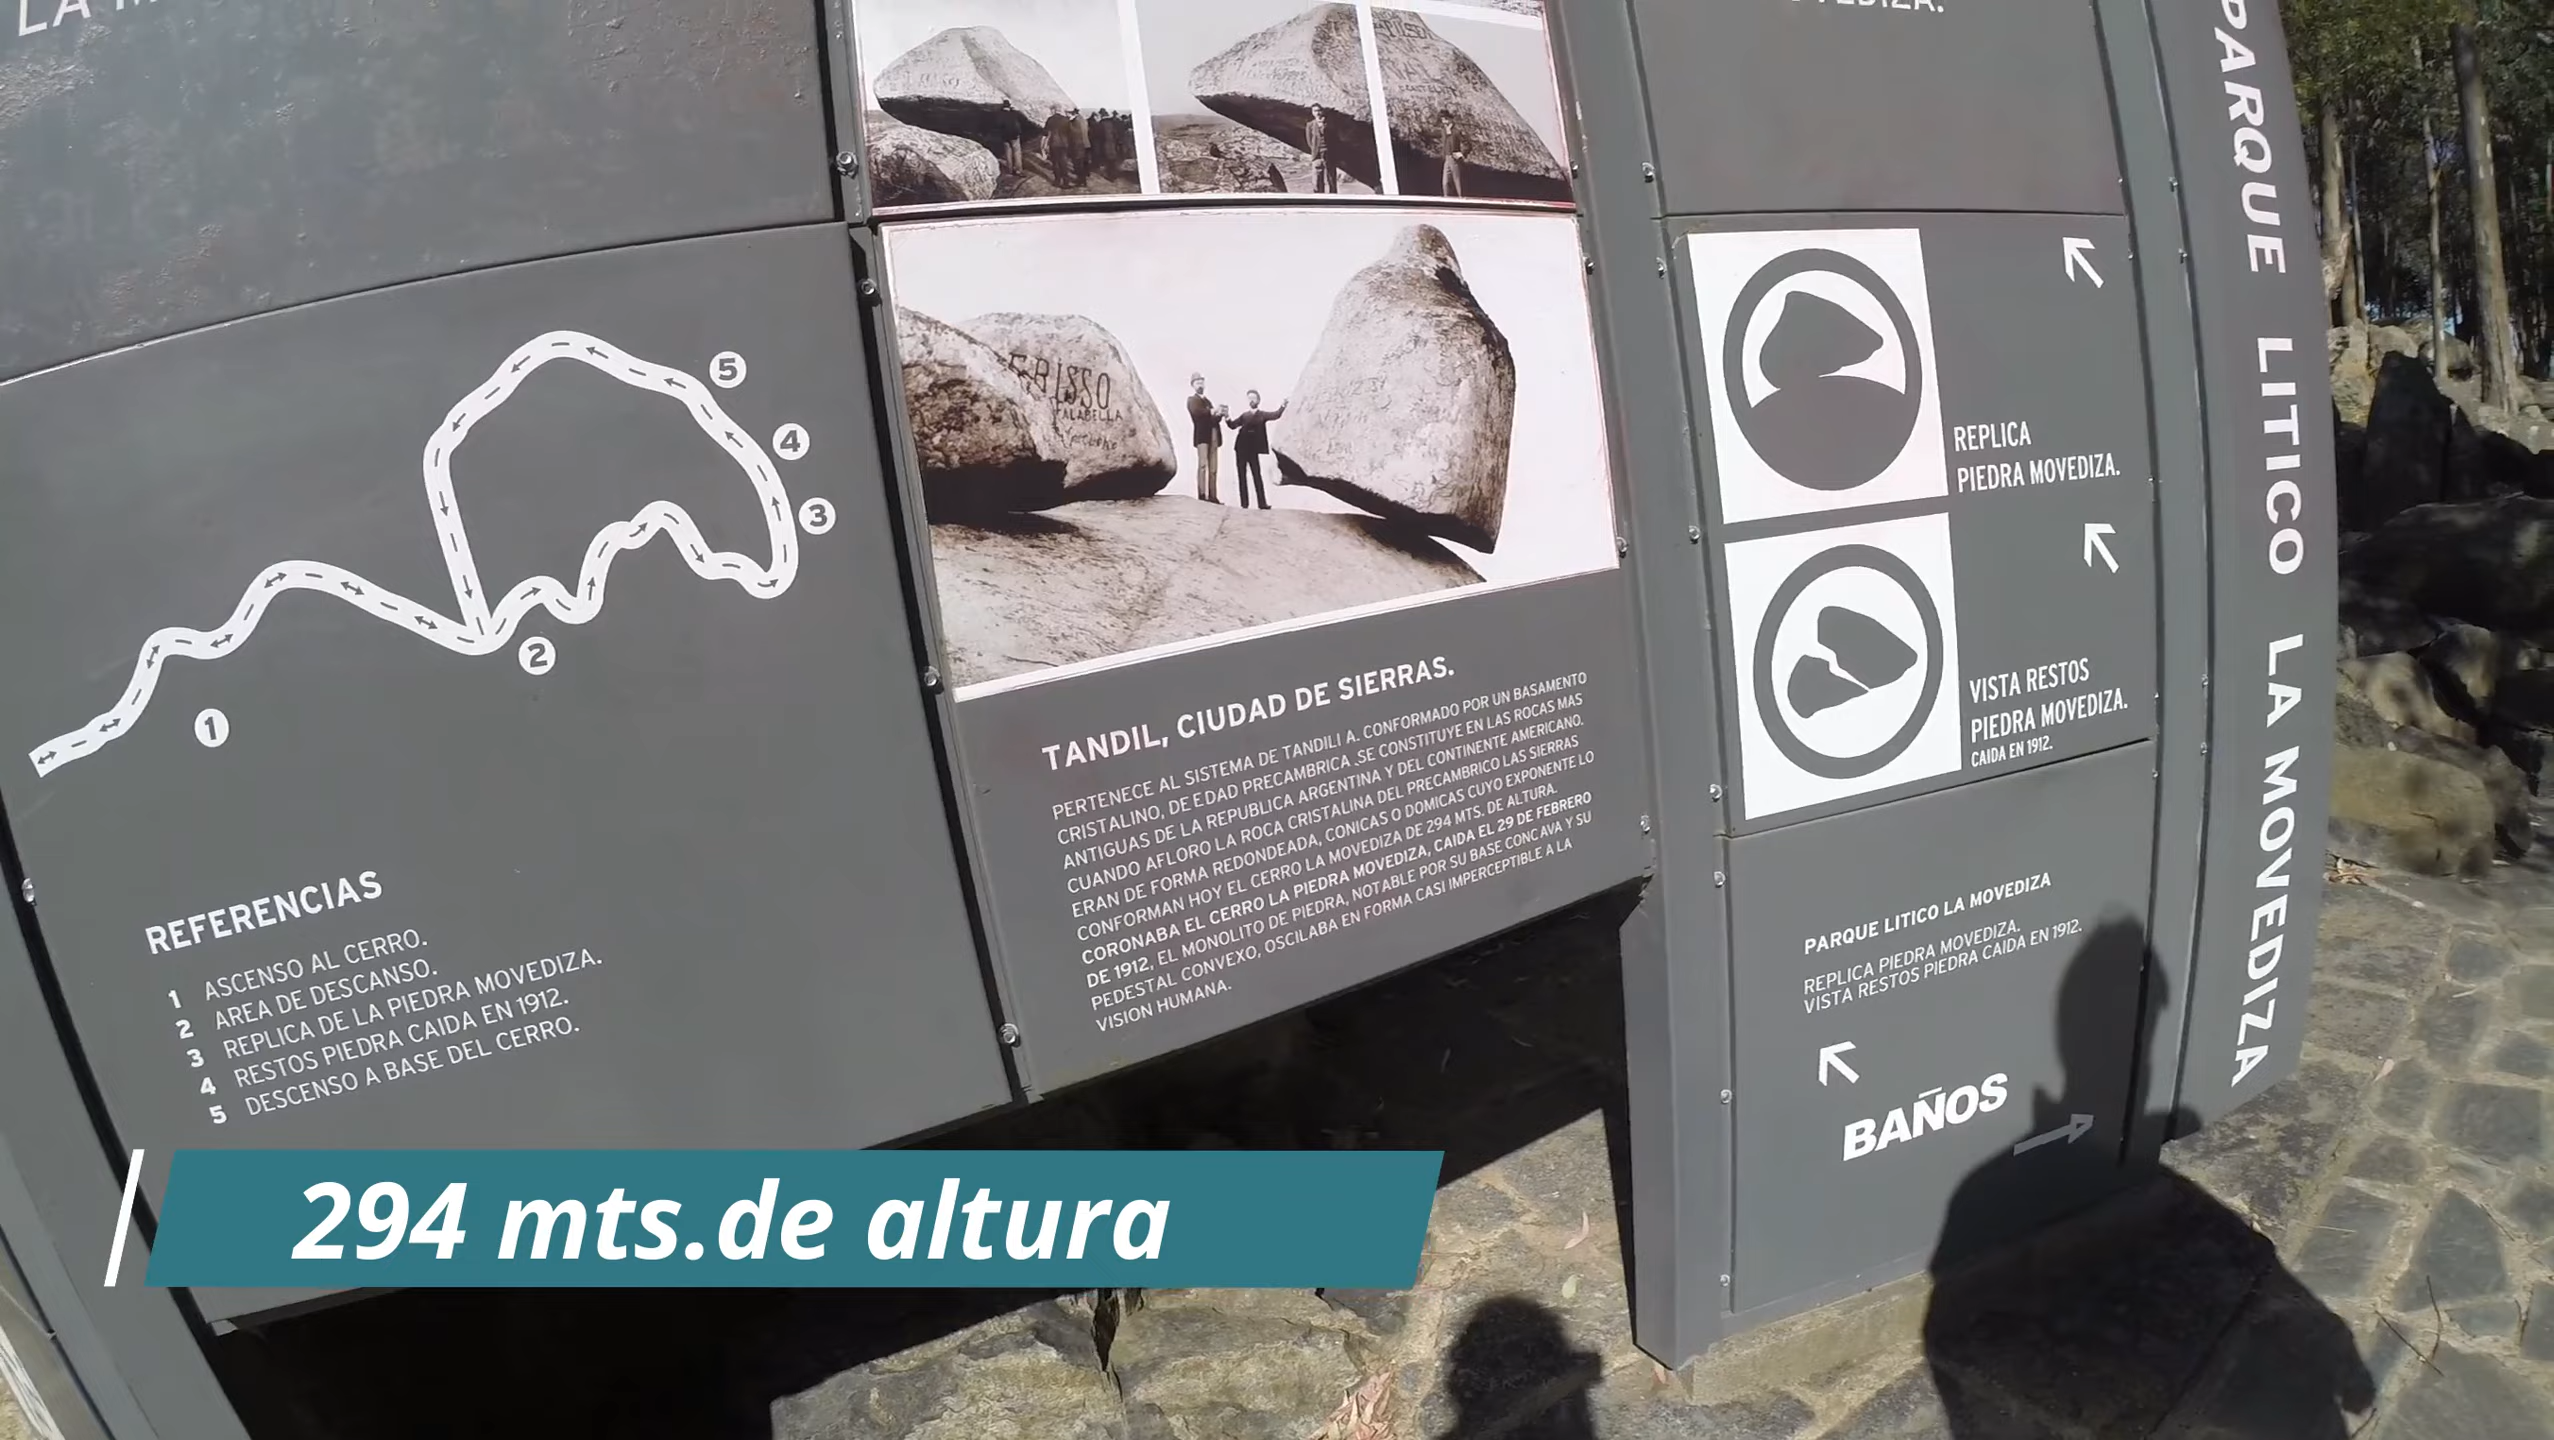 LA
5
4
3
2
1
REFERENCIAS
1 ASCENSO AL CERRO.
2 AREA DE DESCANSO.
3 REPLICA DE LA PIEDRA MOVEDIZA.
4 RESTOS PIEDRA CAIDA EN 1912.
5 DESCENSO A BASE DEL CERRO.
TANDIL, CIUDAD DE SIERRAS.
PERTENECE AL SISTEMA DE TANDILI A. CONFORMADO POR UN BASAMENTO
CRISTALINO, DE EDAD PRECAMBRICA .SE CONSTITUYE EN LAS ROCAS MAS
ANTIGUAS DE LA REPUBLICA ARGENTINA Y DEL CONTINENTE AMERICANO.
CUANDO AFLORO LA ROCA CRISTALINA DEL PRECAMBRICO LAS SIERRAS
ERAN DE FORMA REDONDEADA, CONICAS O DOMICAS CUYO EXPONENTE LO
CONFORMAN HOY EL CERRO LA MOVEDIZA DE 294 MTS. DE ALTURA.
CORONABA EL CERRO LA PIEDRA MOVEDIZA, CAIDA EL 29 DE FEBRERO
DE 1912, EL MONOLITO DE PIEDRA, NOTABLE POR SU BASE CONCAVA Y SU
PEDESTAL CONVEXO, OSCILABA EN FORMA CASI IMPERCEPTIBLE A LA
VISION HUMANA.
REPLICA
PIEDRA MOVEDIZA.
VISTA RESTOS
PIEDRA MOVEDIZA.
CAIDA EN 1912.
PARQUE LITICO LA MOVEDIZA
REPLICA PIEDRA MOVEDIZA.
VISTA RESTOS PIEDRA CAIDA EN 1912.
BAÑOS
PARQUE LITICO LA MOVEDIZA
294 mts.de altura